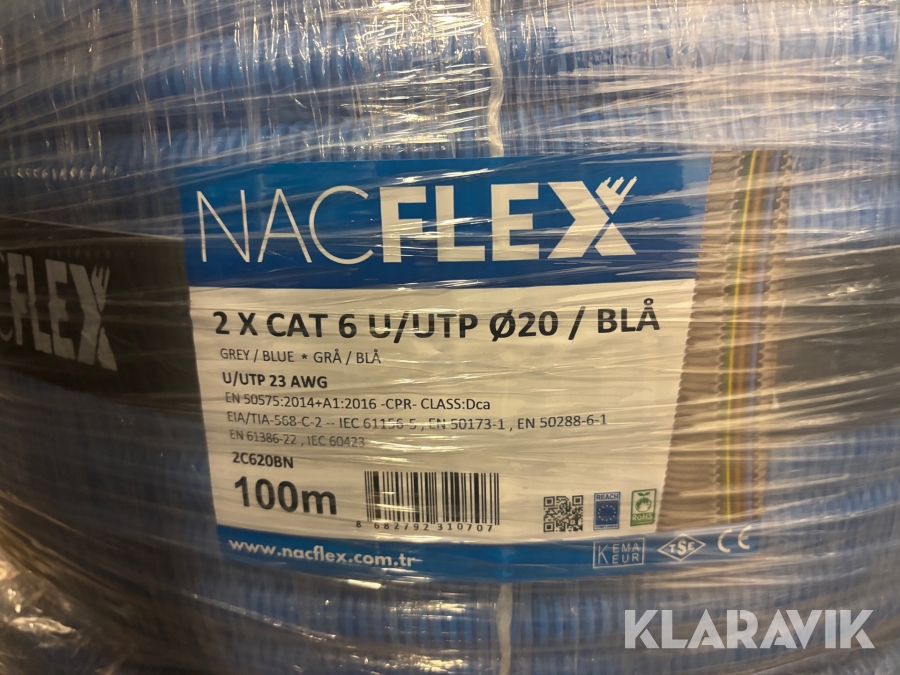 KLARAVIK
NACFLEX
CFLEX
2 X CAT 6 U/UTP Ø20 / BLÅ
GREY / BLUE * GRÅ / BLÅ
U/UTP 23 AWG
EN 50575:2014+A1:2016 -CPR- CLASS:Dca
EIA/TIA-568-C-2 -- IEC 61156-5 , EN 50173-1 , EN 50288-6-1
EN 61386-22 , IEC 60423
2C620BN
100m
8 682792 310707
REACH
RoHS
www.nacflex.com.tr
KEMA
EUR
TSE
CE
KLARAVIK